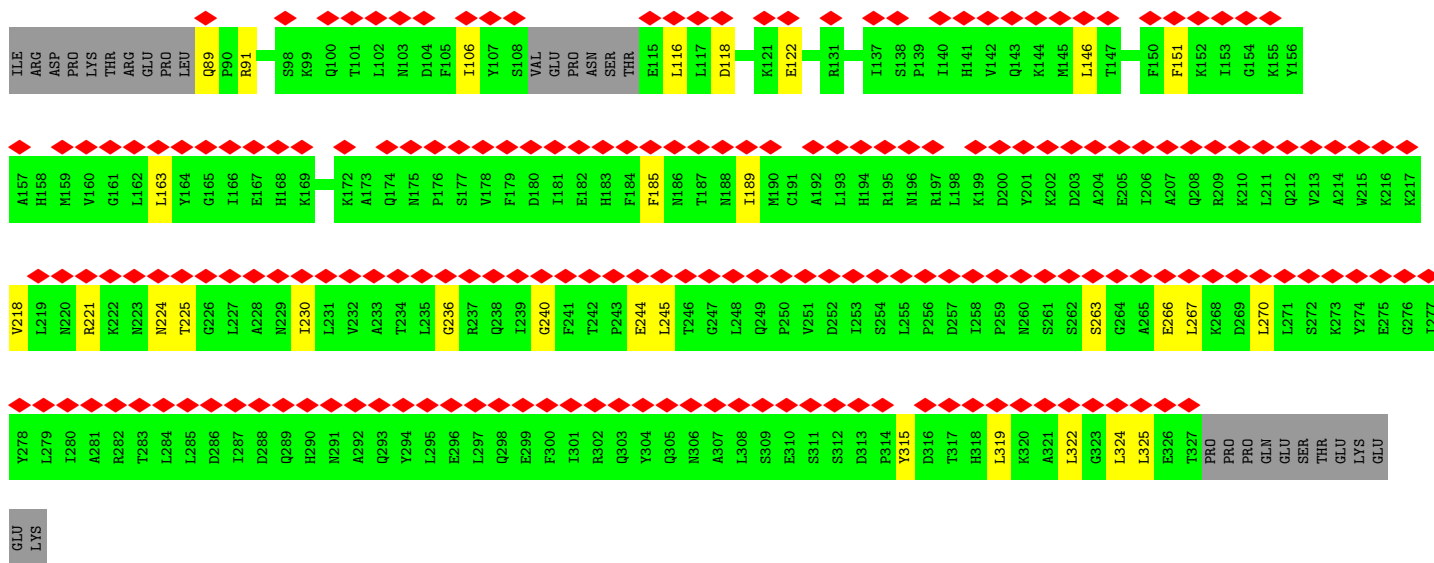 ILE ARG ASP PRO LYS THR ARG GLU PRO LEU Q89 P90 R91 S98 K99 Q100 T101 L102 N103 D104 F105 I106 Y107 S108 VAL GLU PRO ASN SER THR E115 L116 L117 D118 K121 E122 R131 I137 S138 P139 I140 H141 V142 Q143 K144 M145 L146 T147 F150 F151 K152 I153 G154 K155 Y156
A157 H158 M159 V160 G161 L162 L163 Y164 G165 I166 E167 H168 K169 K172 A173 Q174 N175 P176 S177 V178 F179 D180 I181 E182 H183 F184 F185 N186 T187 N188 I189 M190 C191 A192 L193 H194 R195 N196 R197 L198 K199 D200 Y201 K202 D203 A204 E205 I206 A207 Q208 R209 K210 L211 Q212 V213 A214 W215 K216 K217
V218 L219 N220 R221 K222 N223 N224 T225 G226 L227 A228 N229 I230 L231 V232 A233 T234 L235 G236 R237 Q238 I239 G240 F241 T242 P243 E244 L245 T246 G247 L248 Q249 P250 V251 D252 I253 S254 L255 P256 D257 I258 P259 N260 S261 S262 S263 G264 A265 E266 L267 K268 D269 L270 L271 S272 K273 Y274 E275 G276 I277
Y278 L279 I280 A281 R282 T283 L284 L285 D286 I287 D288 Q289 H290 N291 A292 Q293 Y294 L295 E296 L297 Q298 E299 F300 I301 R302 Q303 Y304 Q305 N306 A307 L308 S309 E310 S311 S312 D313 P314 Y315 D316 T317 H318 L319 K320 A321 L322 G323 L324 L325 E326 T327 PRO PRO PRO GLN GLU SER THR GLU LYS GLU
GLU LYS